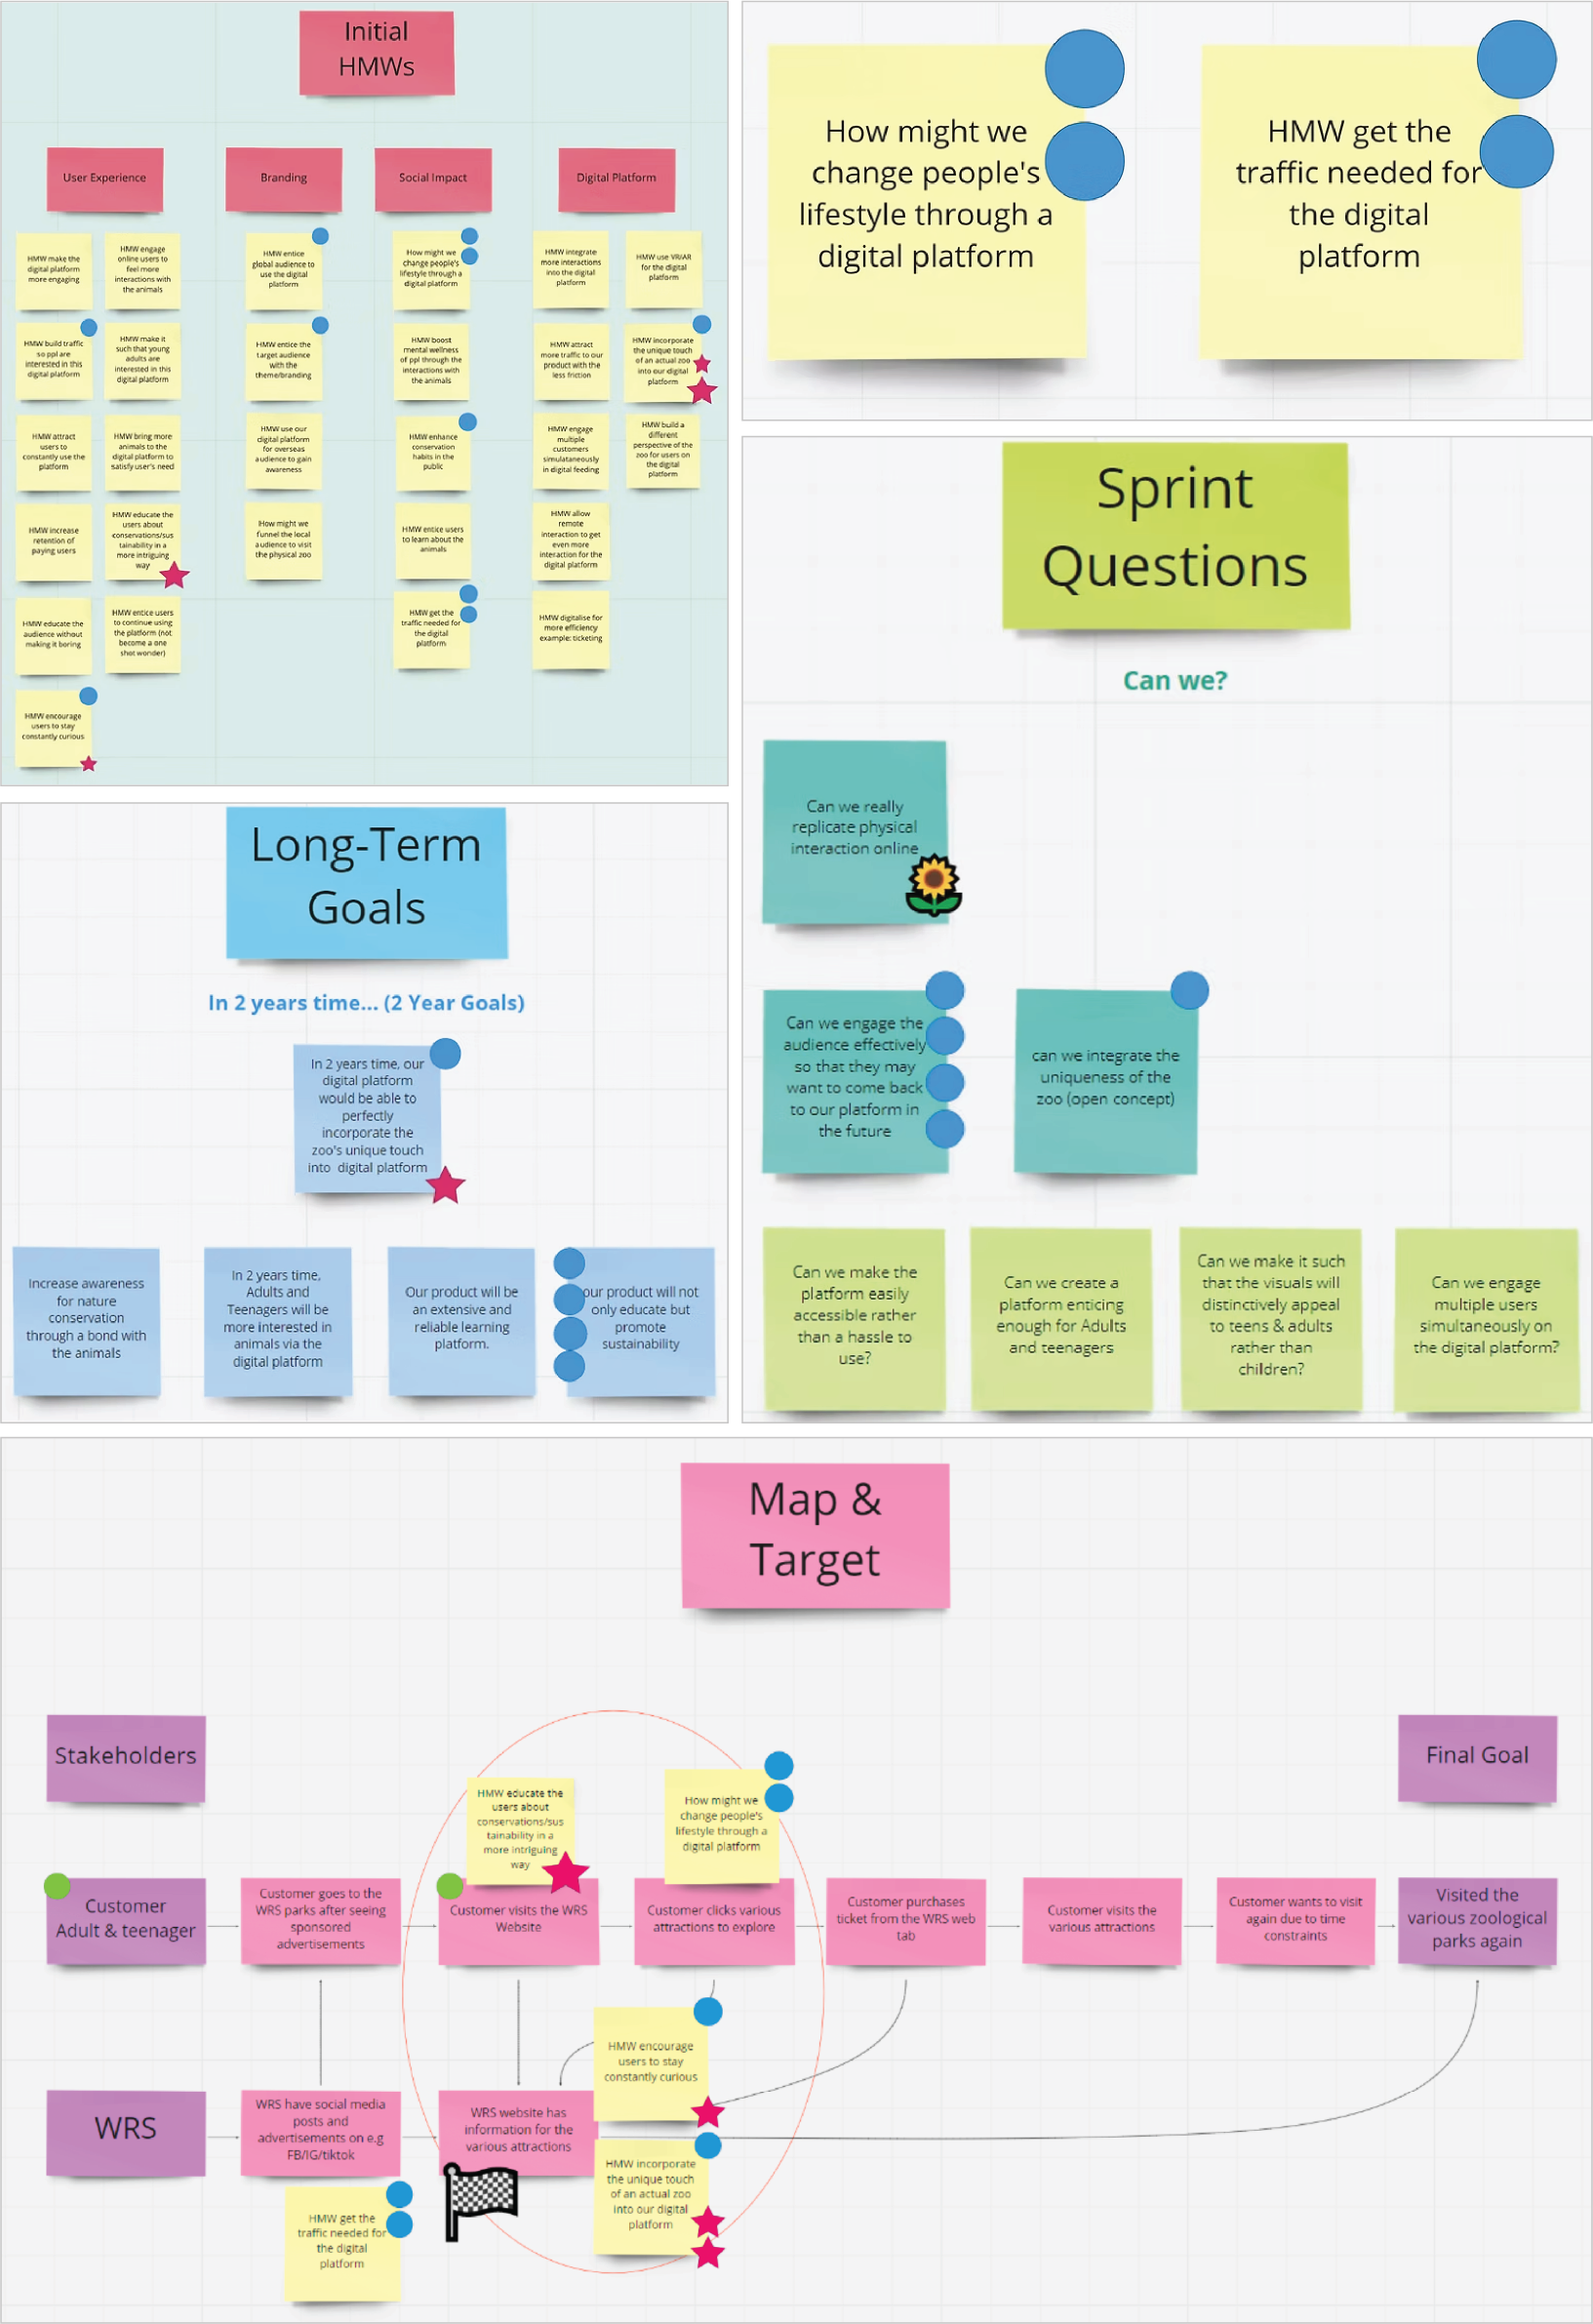 Initial
HMWs
User Experience
Branding
Social Impact
Digital Platform
HMW make the
digital platform
more engaging
HMW engage
online users to
feel more
interactions with
the animals
HMW build traffic
so ppl are
interested in this
digital platform
HMW make it
such that young
adults are
interested in this
digital platform
HMW attract
users to
constantly use the
platform
HMW bring more
animals to the
digital platform to
satisfy user's need
HMW increase
retention of
paying users
HMW educate the
users about
conservations/sus
tainability in a
more intriguing
way
HMW educate the
audience without
making it boring
HMW entice users
to continue using
the platform (not
become a one
shot wonder)
HMW encourage
users to stay
constantly curious
HMW entice
global audience to
use the digital
platform
HMW entice the
target audience
with the
theme/branding
HMW use our
digital platform
for overseas
audience to gain
awareness
How might we
funnel the local
audience to visit
the physical zoo
How might we
change people's
lifestyle through a
digital platform
HMW boost
mental wellness
of ppl through the
interactions with
the animals
HMW enhance
conservation
habits in the
public
HMW entice users
to learn about the
animals
HMW get the
traffic needed for
the digital
platform
HMW integrate
more interactions
into the digital
platform
HMW use VR/AR
for the digital
platform
HMW attract
more traffic to our
product with the
less friction
HMW incorporate
the unique touch
of an actual zoo
into our digital
platform
HMW engage
multiple
customers
simulataneously
in digital feeding
HMW build a
different
perspective of the
zoo for users on
the digital
platform
HMW allow
remote
interaction to get
even more
interaction for the
digital platform
HMW digitalise for
more efficiency
example: ticketing
How might we
change people's
lifestyle through a
digital platform
HMW get the
traffic needed for
the digital
platform
Sprint
Questions
Can we?
Can we really
replicate physical
interaction online
Can we engage the
audience effectively
so that they may
want to come back
to our platform in
the future
can we integrate the
uniqueness of the
zoo (open concept)
Can we make the
platform easily
accessible rather
than a hassle to
use?
Can we create a
platform enticing
enough for Adults
and teenagers
Can we make it such
that the visuals will
distinctively appeal
to teens & adults
rather than
children?
Can we engage
multiple users
simultaneously on
the digital platform?
Long-Term
Goals
In 2 years time... (2 Year Goals)
In 2 years time, our
digital platform
would be able to
perfectly
incorporate the
zoo's unique touch
into digital platform
Increase awareness
for nature
conservation
through a bond with
the animals
In 2 years time,
Adults and
Teenagers will be
more interested in
animals via the
digital platform
Our product will be
an extensive and
reliable learning
platform.
our product will not
only educate but
promote
sustainability
Map &
Target
Stakeholders
Final Goal
HMW educate the
users about
conservations/sus
tainability in a
more intriguing
way
How might we
change people's
lifestyle through a
digital platform
Customer
Adult & teenager
Customer goes to the
WRS parks after seeing
sponsored
advertisements
Customer visits the WRS
Website
Customer clicks various
attractions to explore
Customer purchases
ticket from the WRS web
tab
Customer visits the
various attractions
Customer wants to visit
again due to time
constraints
Visited the
various zoological
parks again
HMW encourage
users to stay
constantly curious
WRS
WRS have social media
posts and
advertisements on e.g
FB/IG/tiktok
WRS website has
information for the
various attractions
HMW incorporate
the unique touch
of an actual zoo
into our digital
platform
HMW get the
traffic needed for
the digital
platform